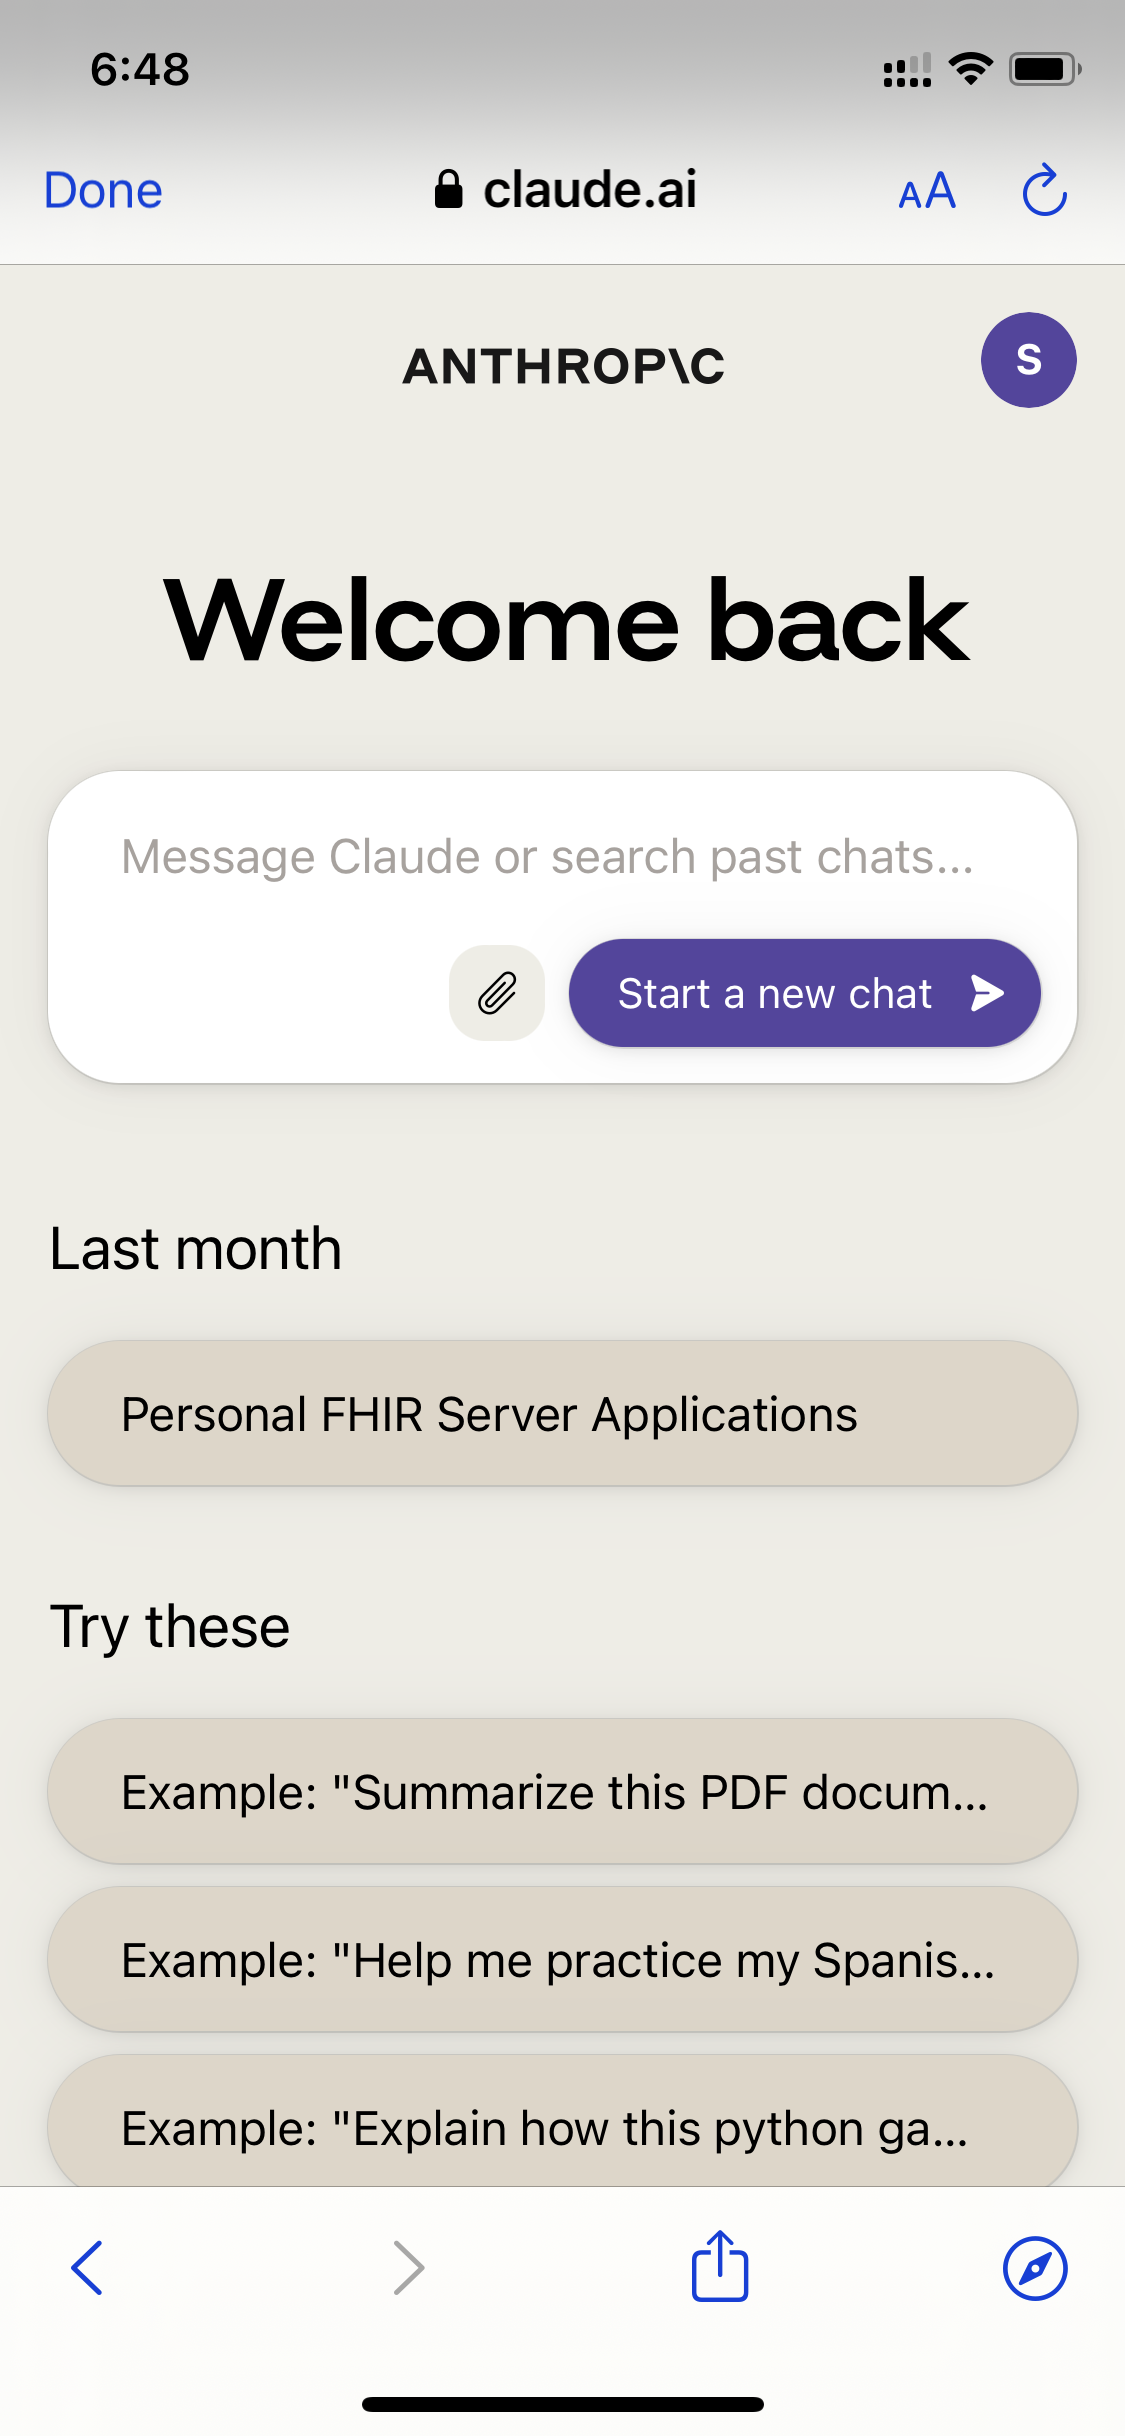 6:48
Done
claude.ai
AA
ANTHROP\C
S
Welcome back
Message Claude or search past chats...
Start a new chat
Last month
Personal FHIR Server Applications
Try these
Example: "Summarize this PDF docum...
Example: "Help me practice my Spanis...
Example: "Explain how this python ga...